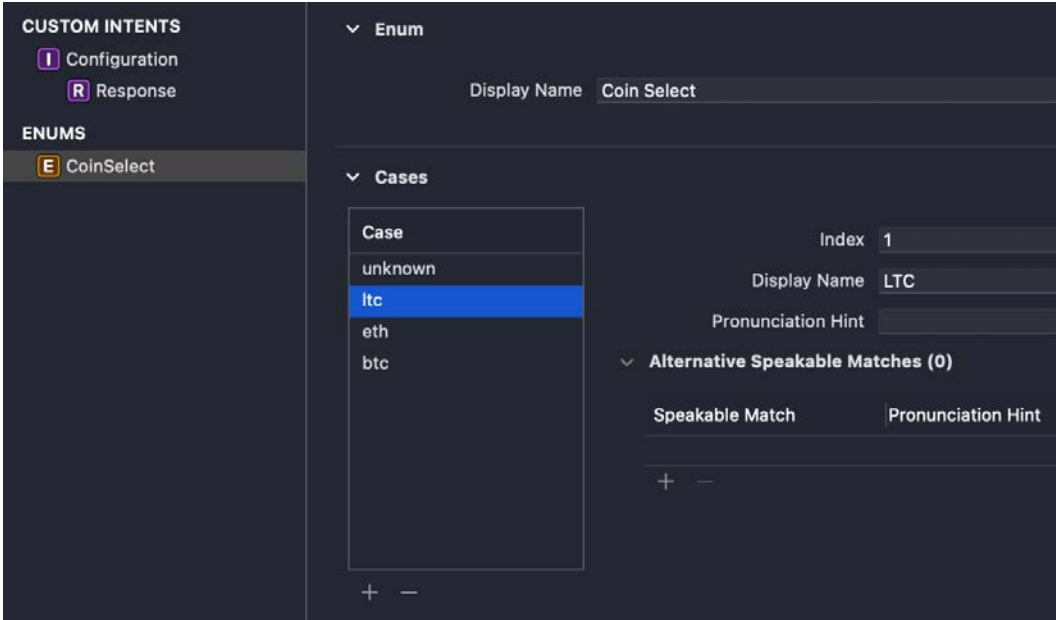 CUSTOM INTENTS
I Configuration
R Response
ENUMS
E CoinSelect
Enum
Display Name Coin Select
Cases
Case
unknown
ltc
eth
btc
Index 1
Display Name LTC
Pronunciation Hint
Alternative Speakable Matches (0)
Speakable Match Pronunciation Hint